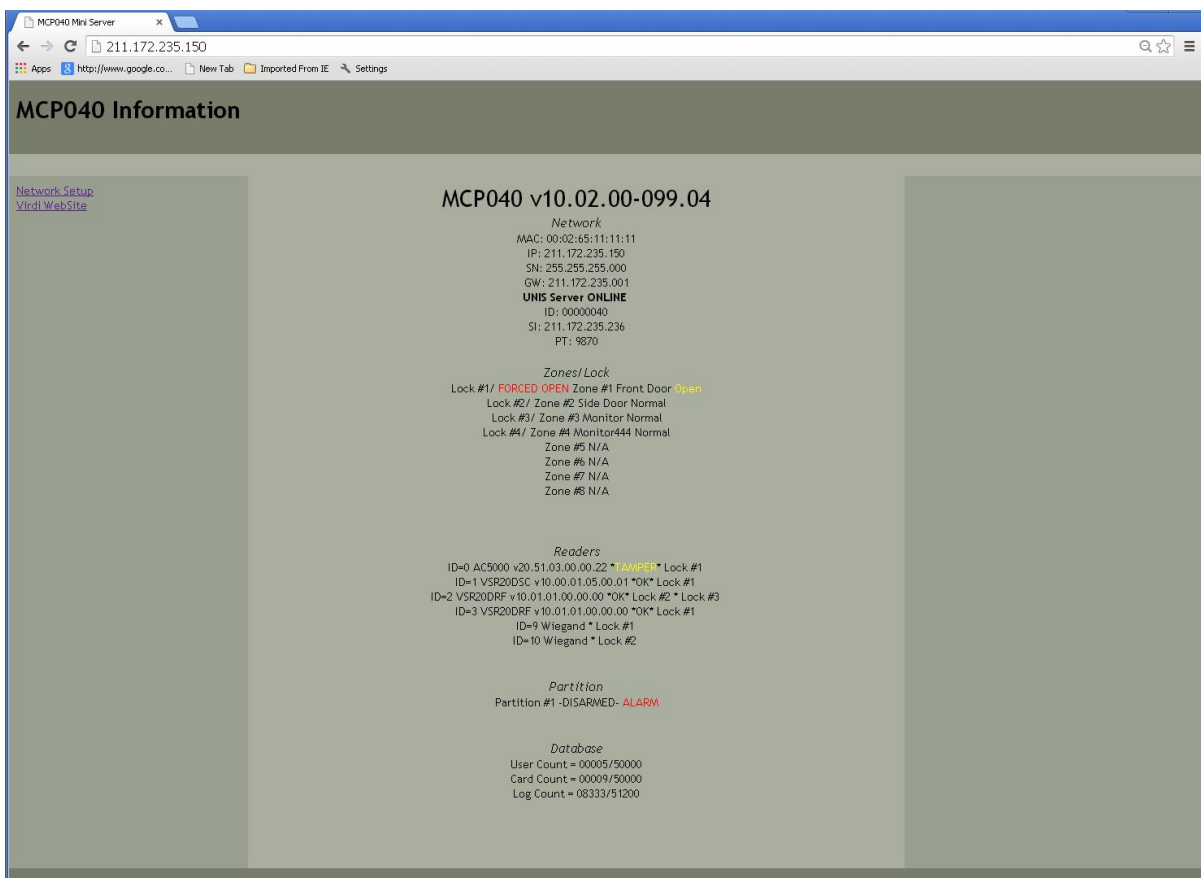 MCP040 Mini Server
211.172.235.150
Apps http://www.google.co... New Tab Imported From IE Settings
MCP040 Information
Network Setup
Virdi WebSite
MCP040 v10.02.00-099.04
Network
MAC: 00:02:65:11:11:11
IP: 211.172.235.150
SN: 255.255.255.000
GW: 211.172.235.001
UNIS Server ONLINE
ID: 00000040
SI: 211.172.235.236
PT: 9870
Zones/Lock
Lock #1/ FORCED OPEN Zone #1 Front Door Open
Lock #2/ Zone #2 Side Door Normal
Lock #3/ Zone #3 Monitor Normal
Lock #4/ Zone #4 Monitor444 Normal
Zone #5 N/A
Zone #6 N/A
Zone #7 N/A
Zone #8 N/A
Readers
ID=0 AC5000 v20.51.03.00.00.22 *TAMPER* Lock #1
ID=1 VSR20DSC v10.00.01.05.00.01 *OK* Lock #1
ID=2 VSR20DRF v10.01.01.00.00.00 *OK* Lock #2 * Lock #3
ID=3 VSR20DRF v10.01.01.00.00.00 *OK* Lock #1
ID=9 Wiegand * Lock #1
ID=10 Wiegand * Lock #2
Partition
Partition #1 -DISARMED- ALARM
Database
User Count = 00005/50000
Card Count = 00009/50000
Log Count = 08333/51200